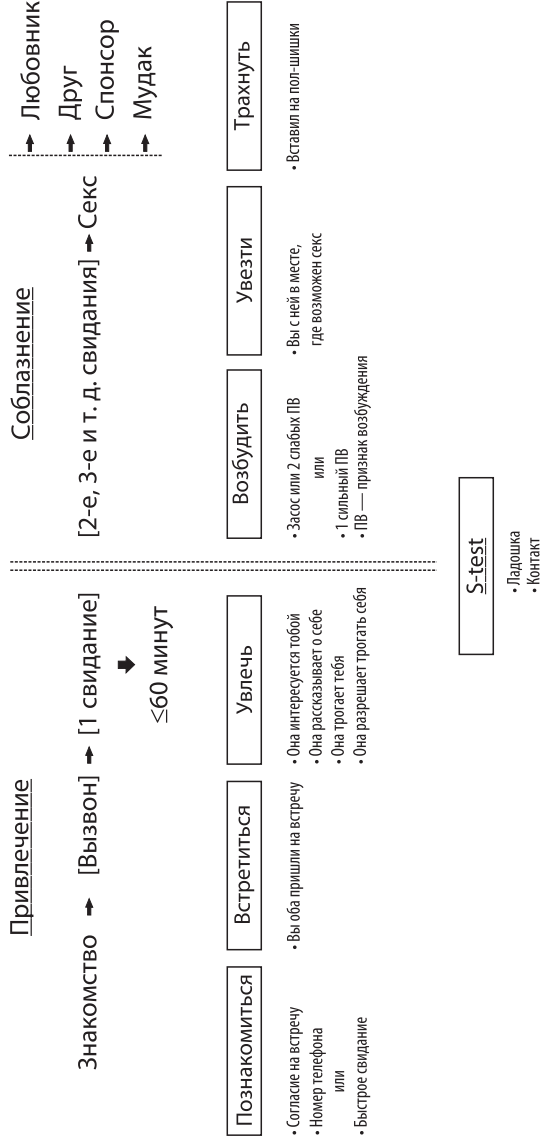 Привлечение
Знакомство → [Вызвон] → [1 свидание]
≤60 минут
Соблазнение
[2-е, 3-е и т. д. свидания] → Секс
→ Любовник
→ Друг
→ Спонсор
→ Мудак
Познакомиться
• Согласие на встречу
• Номер телефона
или
• Быстрое свидание
Встретиться
• Вы оба пришли на встречу
Увлечь
• Она интересуется тобой
• Она рассказывает о себе
• Она трогает тебя
• Она разрешает трогать себя
Возбудить
• Засос или 2 слабых ПВ
или
• 1 сильный ПВ
• ПВ — признак возбуждения
Увезти
• Вы с ней в месте,
где возможен секс
Трахнуть
• Вставил на пол-шишки
S-test
• Ладошка
• Контакт